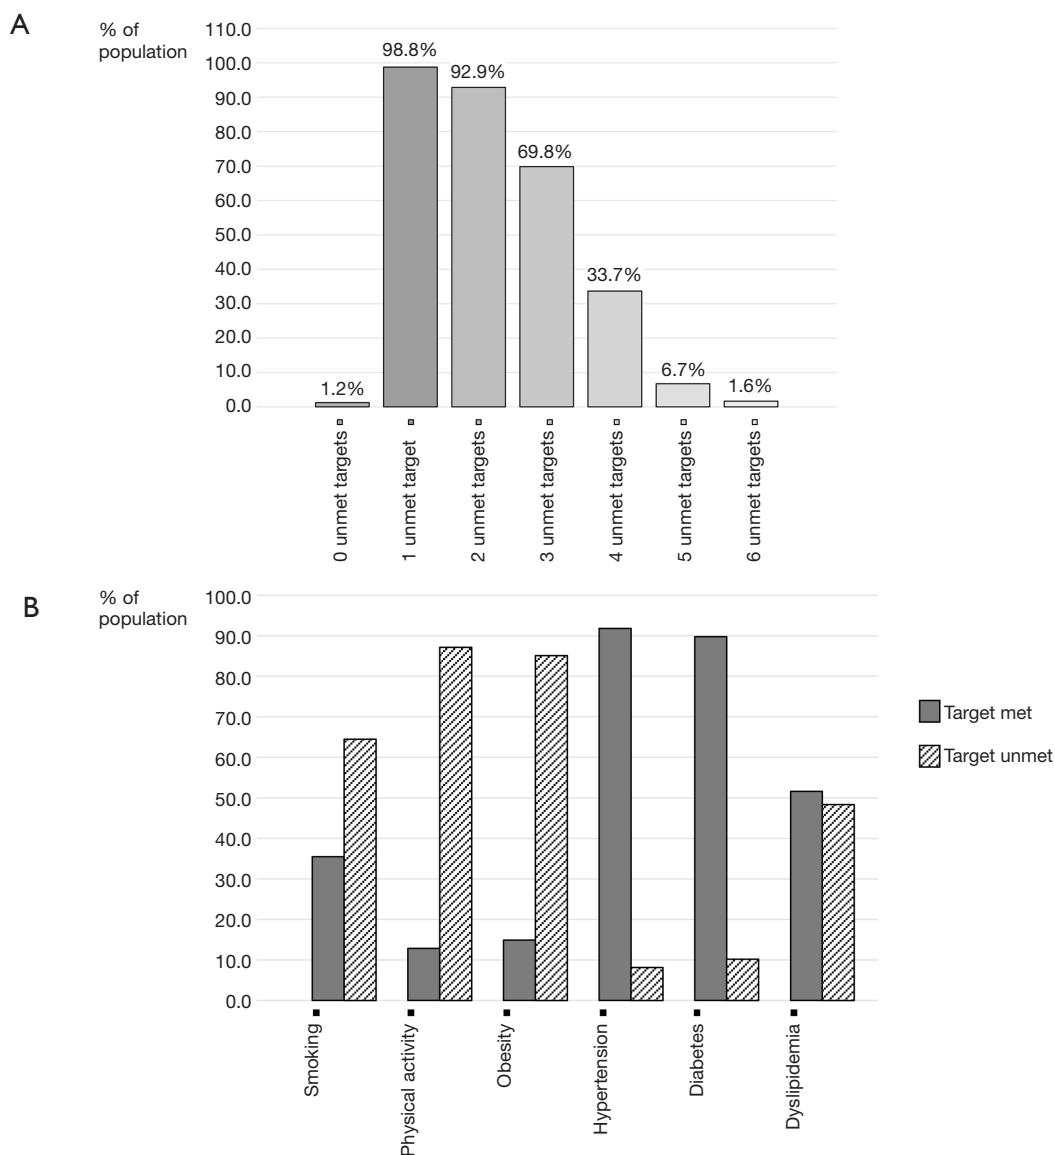 A
% of
population
110.0
100.0
90.0
80.0
70.0
60.0
50.0
40.0
30.0
20.0
10.0
0.0
1.2%
98.8%
92.9%
69.8%
33.7%
6.7%
1.6%
0 unmet targets
1 unmet target
2 unmet targets
3 unmet targets
4 unmet targets
5 unmet targets
6 unmet targets
B
% of
population
100.0
90.0
80.0
70.0
60.0
50.0
40.0
30.0
20.0
10.0
0.0
Smoking
Physical activity
Obesity
Hypertension
Diabetes
Dyslipidemia
Target met
Target unmet